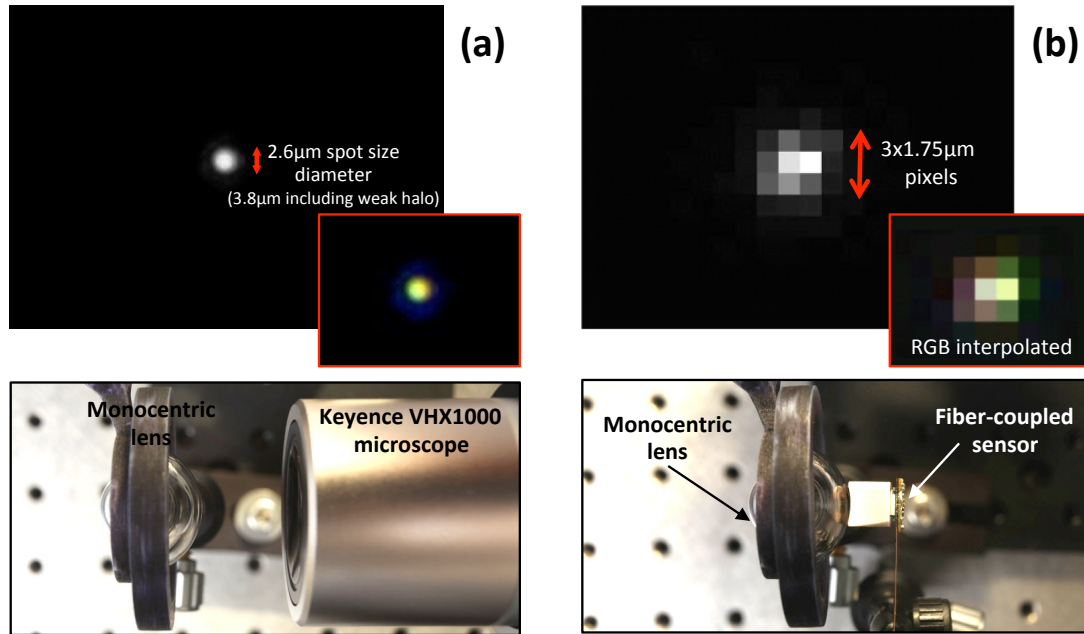 (a)
2.6µm spot size
diameter
(3.8µm including weak halo)
Monocentric
lens
Keyence VHX1000
microscope
(b)
3x1.75µm
pixels
RGB interpolated
Monocentric
lens
Fiber-coupled
sensor